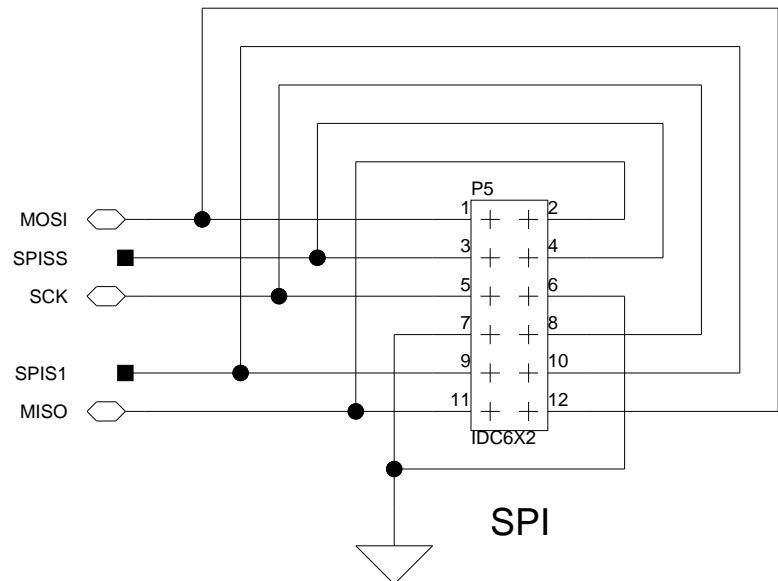 P5
MOSI 1 2
SPISS 3 4
SCK 5 6
7 8
SPIS1 9 10
MISO 11 12
IDC6X2
SPI